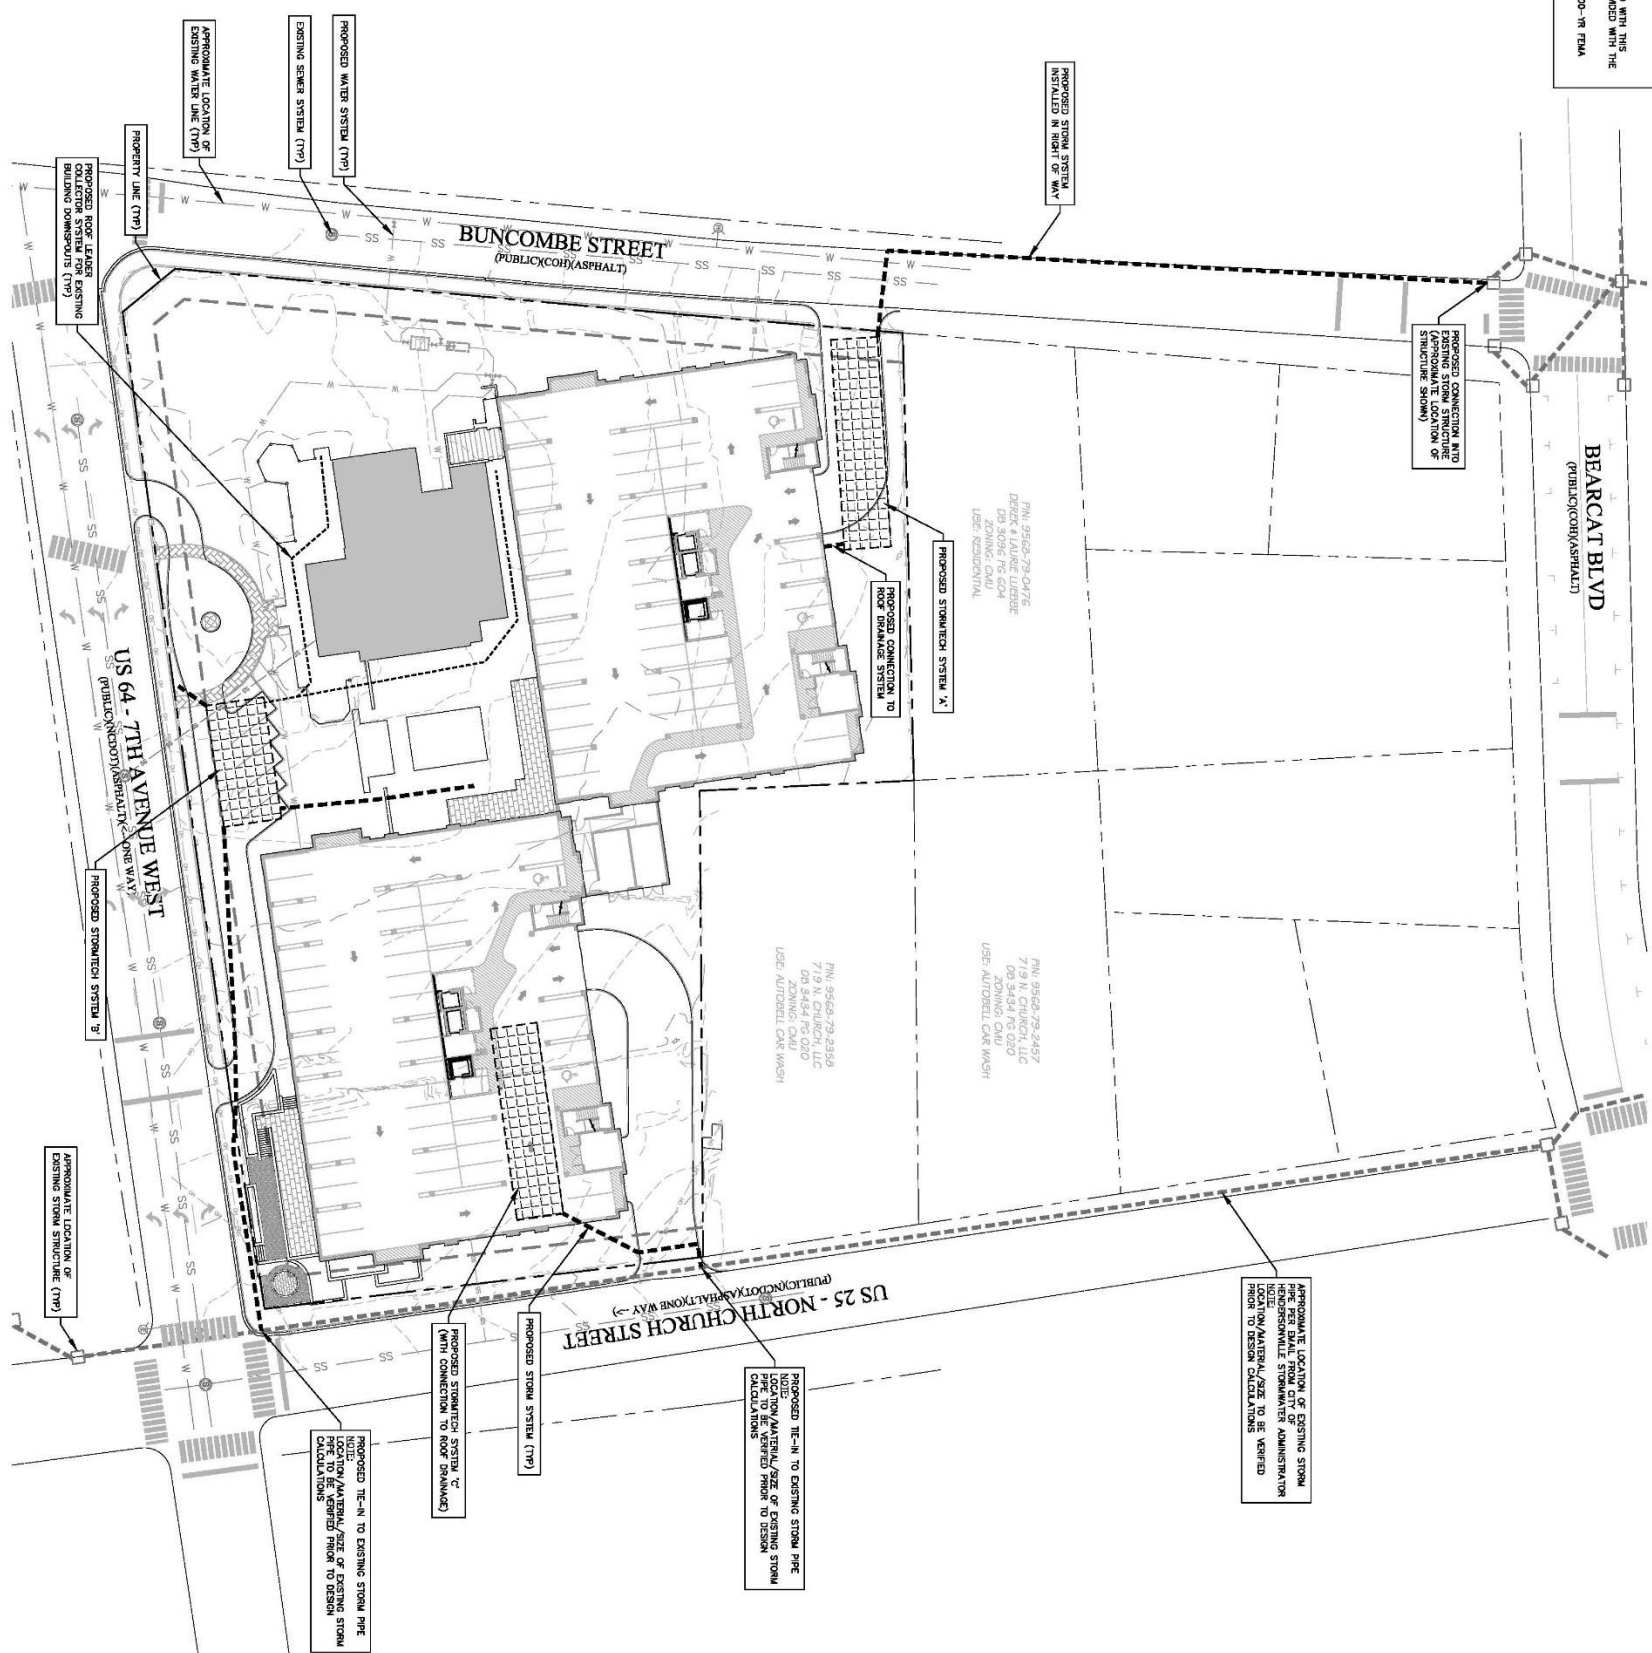 WITH THIS
DED WITH THE
00-YR FEMA
APPROXIMATE LOCATION OF
EXISTING WATER LINE (TYP)
EXISTING SEWER SYSTEM (TYP)
PROPOSED WATER SYSTEM (TYP)
PROPOSED STORM SYSTEM
INSTALLED IN RIGHT OF WAY
PROPERTY LINE (TYP)
PROPOSED ROOF LEADER
COLLECTOR SYSTEM FOR EXISTING
BUILDING DOWNSPOUTS (TYP)
BUNCOMBE STREET
(PUBLIC)(COH)(ASPHALT)
PROPOSED CONNECTION INTO
EXISTING STORM STRUCTURE
(APPROXIMATE LOCATION OF
STRUCTURE SHOWN)
BEARCAT BLVD
(PUBLIC)(COH)(ASPHALT)
PIN: 9568-79-0476
DEREK & LAURIE LUEBBE
DB 3096 PG 604
ZONING: CMU
USE: RESIDENTIAL
PROPOSED STORMTECH SYSTEM 'A'
PROPOSED CONNECTION TO
ROOF DRAINAGE SYSTEM
US 64 - 7TH AVENUE WEST
(PUBLIC)(NCDOT)(ASPHALT)(<-ONE WAY)
PROPOSED STORMTECH SYSTEM 'B'
PIN: 9568-79-2358
719 N. CHURCH, LLC
DB 3434 PG 020
ZONING: CMU
USE: AUTOBELL CAR WASH
PIN: 9568-79-2457
719 N. CHURCH, LLC
DB 3434 PG 020
ZONING: CMU
USE: AUTOBELL CAR WASH
APPROXIMATE LOCATION OF
EXISTING STORM STRUCTURE (TYP)
US 25 - NORTH CHURCH STREET
(PUBLIC)(NCDOT)(ASPHALT)(ONE WAY->)
APPROXIMATE LOCATION OF EXISTING STORM
PIPE PER EMAIL FROM CITY OF
HENDERSONVILLE STORMWATER ADMINISTRATOR
NOTE:
LOCATION/MATERIAL/SIZE TO BE VERIFIED
PRIOR TO DESIGN CALCULATIONS
PROPOSED STORM SYSTEM (TYP)
PROPOSED STORMTECH SYSTEM 'C'
(WITH CONNECTION TO ROOF DRAINAGE)
PROPOSED TIE-IN TO EXISTING STORM PIPE
NOTE:
LOCATION/MATERIAL/SIZE OF EXISTING STORM
PIPE TO BE VERIFIED PRIOR TO DESIGN
CALCULATIONS
PROPOSED TIE-IN TO EXISTING STORM PIPE
NOTE:
LOCATION/MATERIAL/SIZE OF EXISTING STORM
PIPE TO BE VERIFIED PRIOR TO DESIGN
CALCULATIONS